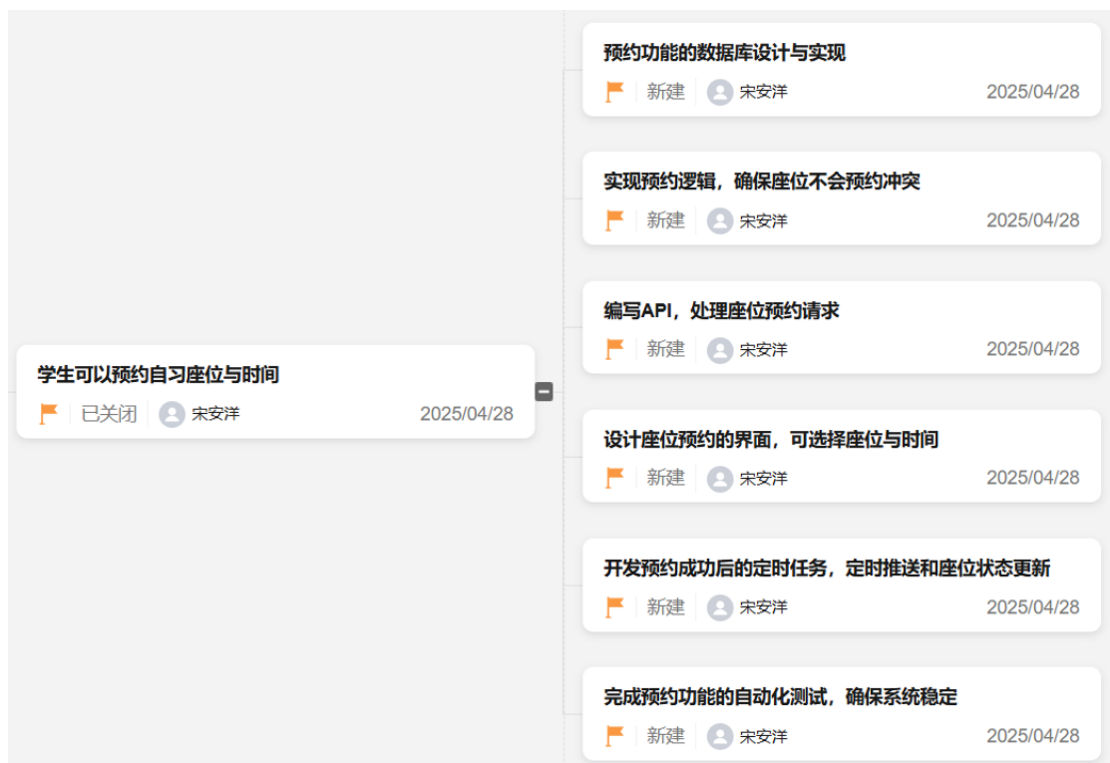 预约功能的数据库设计与实现
新建 宋安洋 2025/04/28
实现预约逻辑，确保座位不会预约冲突
新建 宋安洋 2025/04/28
编写API，处理座位预约请求
新建 宋安洋 2025/04/28
学生可以预约自习座位与时间
已关闭 宋安洋 2025/04/28
设计座位预约的界面，可选择座位与时间
新建 宋安洋 2025/04/28
开发预约成功后的定时任务，定时推送和座位状态更新
新建 宋安洋 2025/04/28
完成预约功能的自动化测试，确保系统稳定
新建 宋安洋 2025/04/28